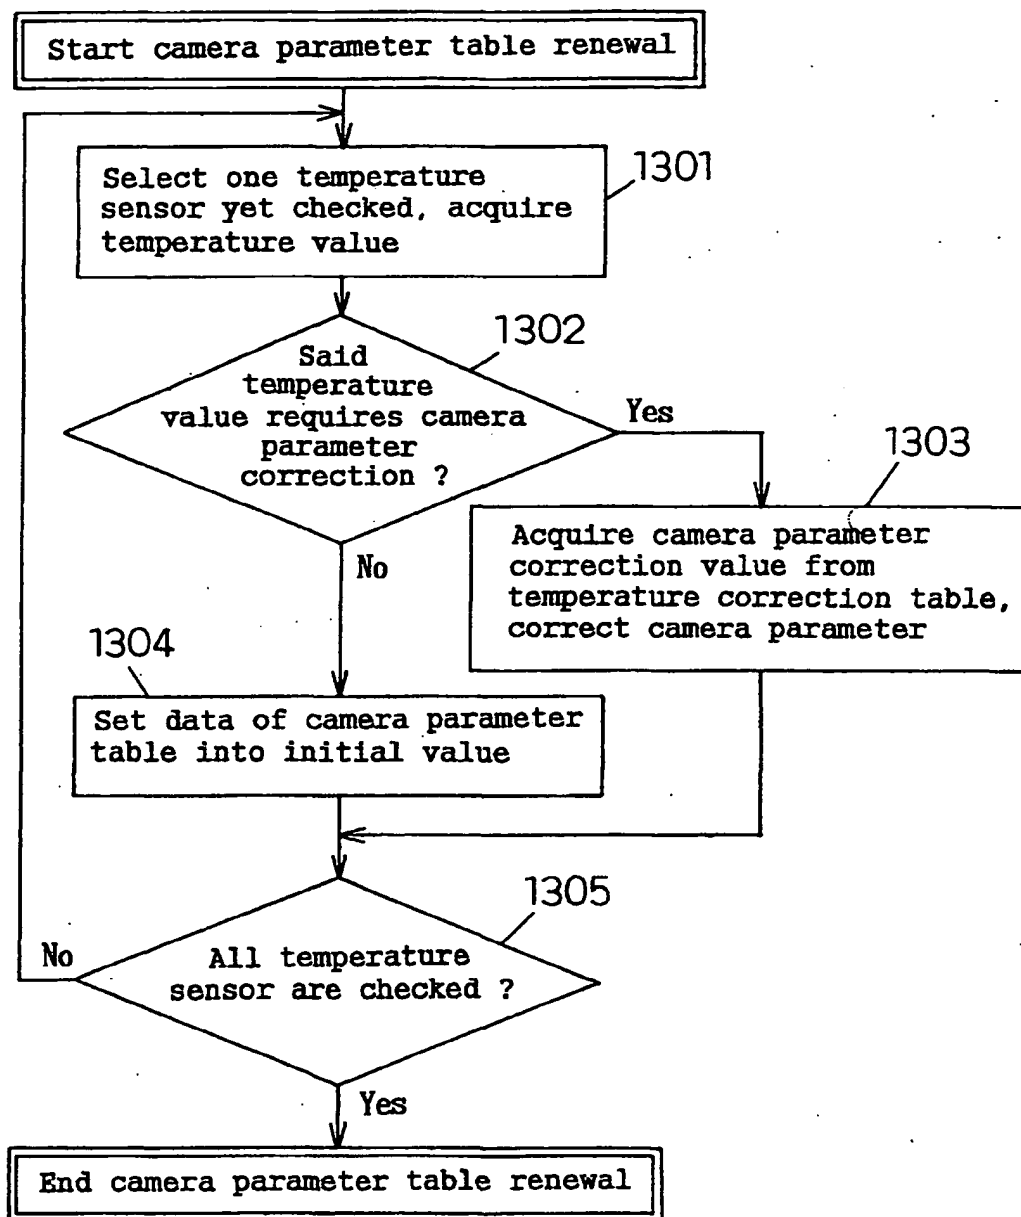 Start camera parameter table renewal
1301
Select one temperature
sensor yet checked, acquire
temperature value
1302
Said
temperature
value requires camera
parameter
correction ?
Yes
No
1303
Acquire camera parameter
correction value from
temperature correction table,
correct camera parameter
1304
Set data of camera parameter
table into initial value
1305
All temperature
sensor are checked ?
No
Yes
End camera parameter table renewal